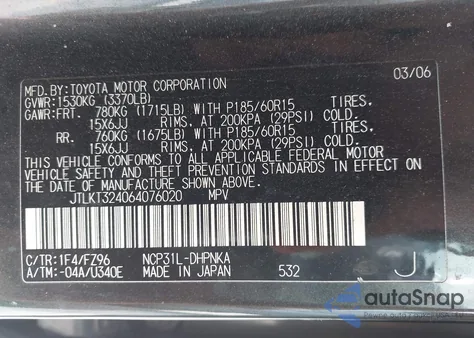 MFD.BY:TOYOTA MOTOR CORPORATION 03/06
GVWR:1530KG (3370LB)
GAWR:FRT. 780KG (1715LB) WITH P185/60R15 TIRES,
15X6JJ RIMS, AT 200KPA (29PSI) COLD.
RR. 760KG (1675LB) WITH P185/60R15 TIRES,
15X6JJ RIMS, AT 200KPA (29PSI) COLD.
THIS VEHICLE CONFORMS TO ALL APPLICABLE FEDERAL MOTOR
VEHICLE SAFETY AND THEFT PREVENTION STANDARDS IN EFFECT ON
THE DATE OF MANUFACTURE SHOWN ABOVE.
JTLKT324064076020 MPV
C/TR:1F4/FZ96 NCP31L-DHPNKA
A/TM:-04A/U340E MADE IN JAPAN 532 J
autoSnap